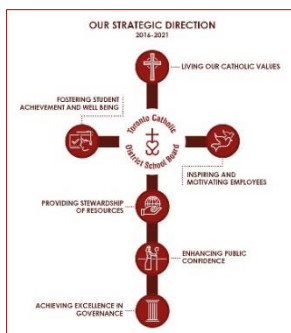 OUR STRATEGIC DIRECTION
2016-2021
LIVING OUR CATHOLIC VALUES
FOSTERING STUDENT
ACHIEVEMENT AND WELL BEING
Toronto Catholic
District School Board
INSPIRING AND
MOTIVATING EMPLOYEES
PROVIDING STEWARDSHIP
OF RESOURCES
ENHANCING PUBLIC
CONFIDENCE
ACHIEVING EXCELLENCE IN
GOVERNANCE